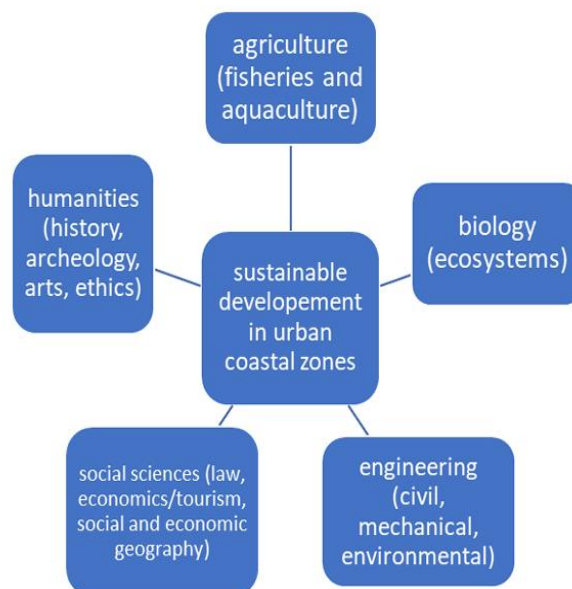 agriculture
(fisheries and
aquaculture)
humanities
(history,
archeology,
arts, ethics)
biology
(ecosystems)
sustainable
developement
in urban
coastal zones
social sciences (law,
economics/tourism,
social and economic
geography)
engineering
(civil,
mechanical,
environmental)